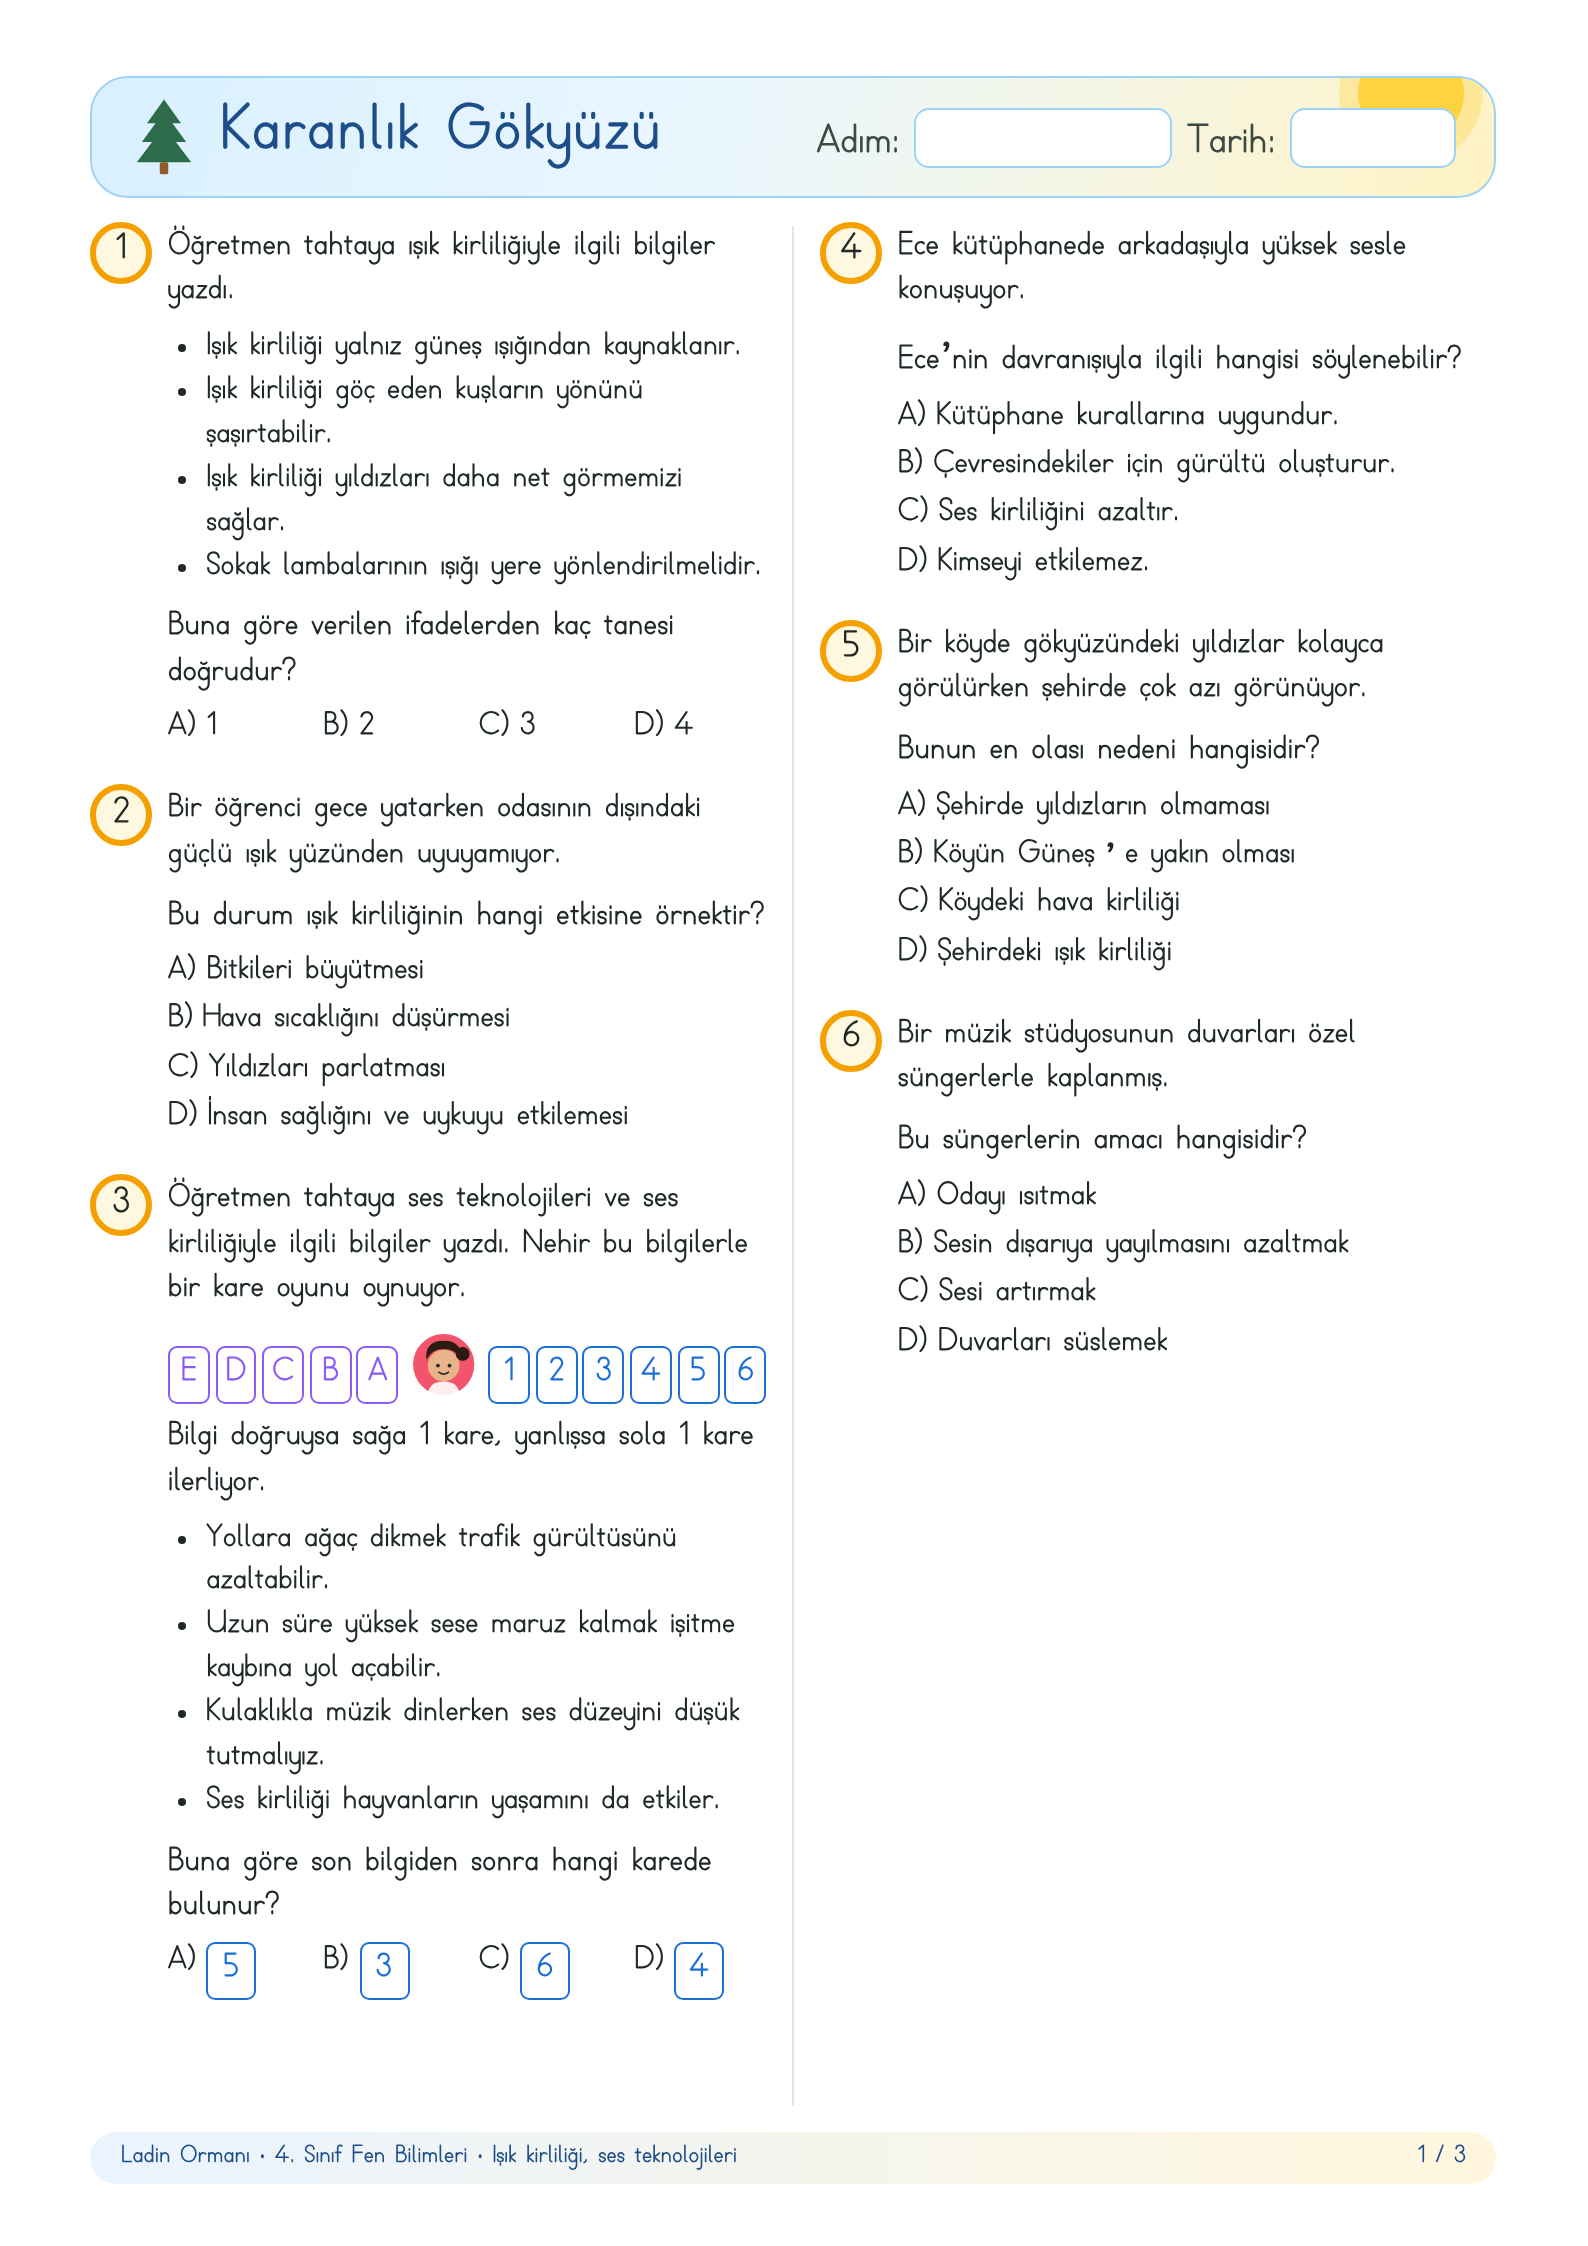 Karanlık Gökyüzü
Adım:
Tarih:
1
Öğretmen tahtaya ışık kirliliğiyle ilgili bilgiler
yazdı.
• Işık kirliliği yalnız güneş ışığından kaynaklanır.
• Işık kirliliği göç eden kuşların yönünü
şaşırtabilir.
• Işık kirliliği yıldızları daha net görmemizi
sağlar.
• Sokak lambalarının ışığı yere yönlendirilmelidir.
Buna göre verilen ifadelerden kaç tanesi
doğrudur?
A) 1 B) 2 C) 3 D) 4
2
Bir öğrenci gece yatarken odasının dışındaki
güçlü ışık yüzünden uyuyamıyor.
Bu durum ışık kirliliğinin hangi etkisine örnektir?
A) Bitkileri büyütmesi
B) Hava sıcaklığını düşürmesi
C) Yıldızları parlatması
D) İnsan sağlığını ve uykuyu etkilemesi
3
Öğretmen tahtaya ses teknolojileri ve ses
kirliliğiyle ilgili bilgiler yazdı. Nehir bu bilgilerle
bir kare oyunu oynuyor.
E D C B A 1 2 3 4 5 6
Bilgi doğruysa sağa 1 kare, yanlışsa sola 1 kare
ilerliyor.
• Yollara ağaç dikmek trafik gürültüsünü
azaltabilir.
• Uzun süre yüksek sese maruz kalmak işitme
kaybına yol açabilir.
• Kulaklıkla müzik dinlerken ses düzeyini düşük
tutmalıyız.
• Ses kirliliği hayvanların yaşamını da etkiler.
Buna göre son bilgiden sonra hangi karede
bulunur?
A) 5 B) 3 C) 6 D) 4
4
Ece kütüphanede arkadaşıyla yüksek sesle
konuşuyor.
Ece’nin davranışıyla ilgili hangisi söylenebilir?
A) Kütüphane kurallarına uygundur.
B) Çevresindekiler için gürültü oluşturur.
C) Ses kirliliğini azaltır.
D) Kimseyi etkilemez.
5
Bir köyde gökyüzündeki yıldızlar kolayca
görülürken şehirde çok azı görünüyor.
Bunun en olası nedeni hangisidir?
A) Şehirde yıldızların olmaması
B) Köyün Güneş ’ e yakın olması
C) Köydeki hava kirliliği
D) Şehirdeki ışık kirliliği
6
Bir müzik stüdyosunun duvarları özel
süngerlerle kaplanmış.
Bu süngerlerin amacı hangisidir?
A) Odayı ısıtmak
B) Sesin dışarıya yayılmasını azaltmak
C) Sesi artırmak
D) Duvarları süslemek
Ladin Ormanı • 4. Sınıf Fen Bilimleri • Işık kirliliği, ses teknolojileri
1 / 3